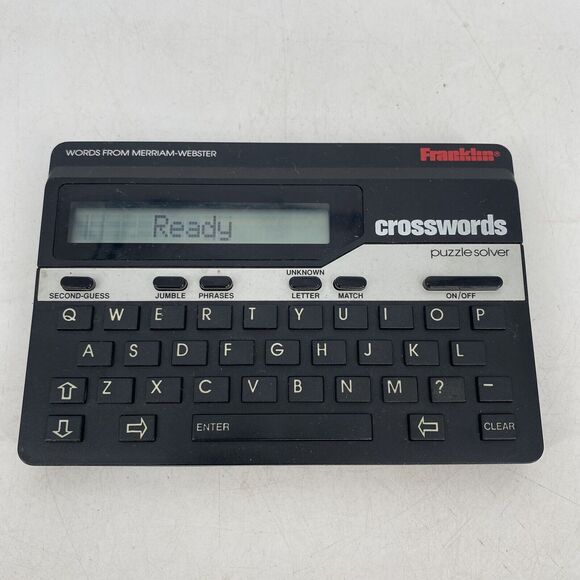 WORDS FROM MERRIAM-WEBSTER
Franklin®
Ready
crosswords
puzzle solver
SECOND-GUESS
JUMBLE
PHRASES
UNKNOWN
LETTER
MATCH
ON/OFF
Q W E R T Y U I O P
A S D F G H J K L
Z X C V B N M ? –
ENTER
CLEAR